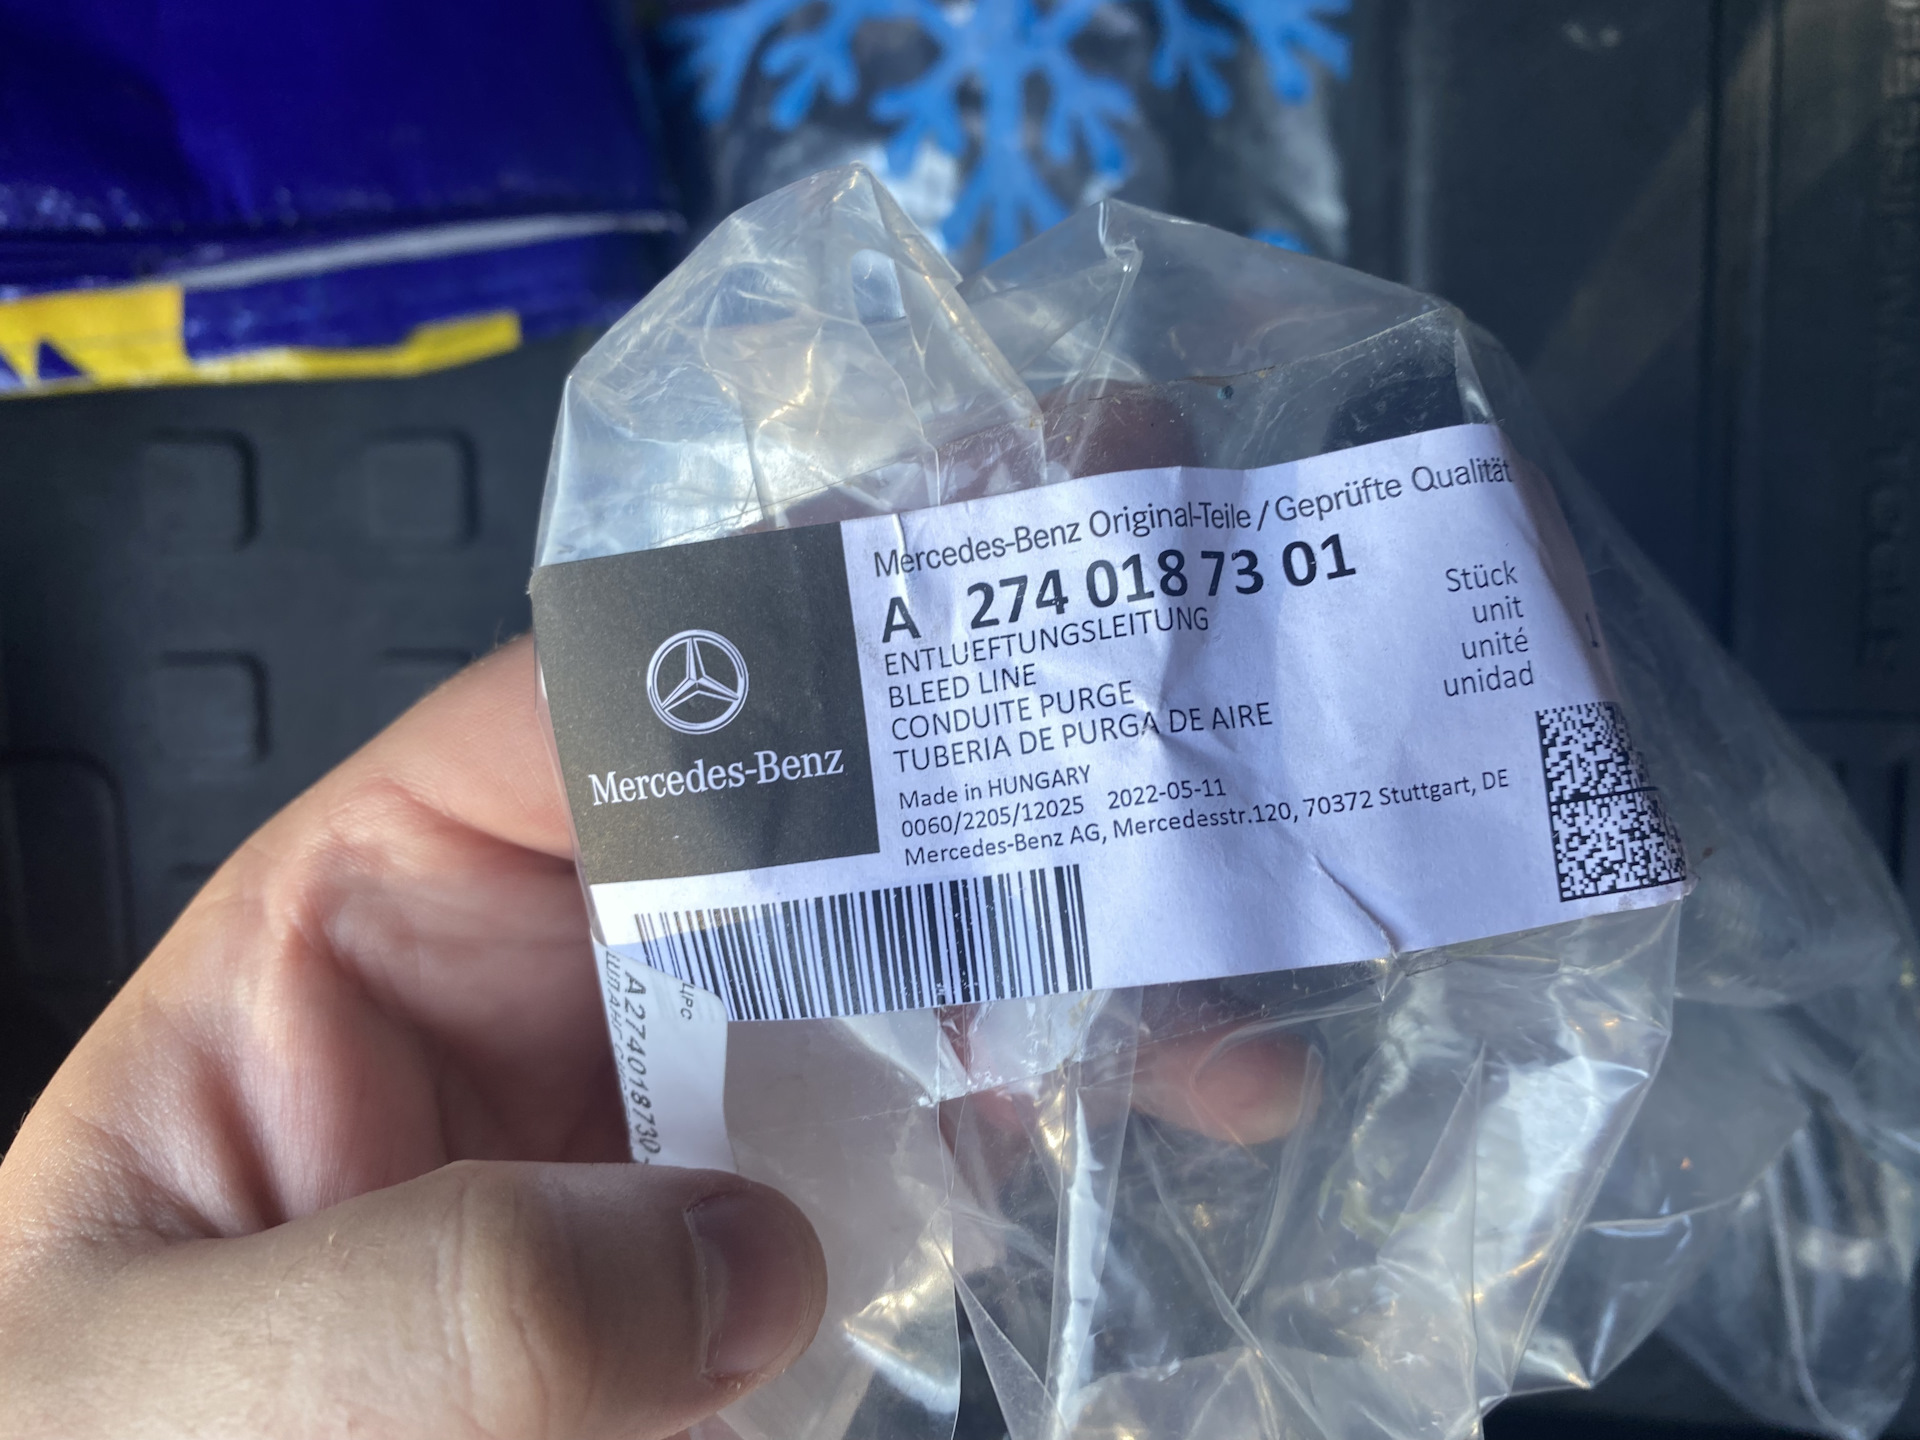 Mercedes-Benz Original-Teile / Geprüfte Qualität
A 274 018 73 01
ENTLUEFTUNGSLEITUNG
BLEED LINE
CONDUITE PURGE
TUBERIA DE PURGA DE AIRE
Stück
unit
unité
unidad
1
Made in HUNGARY
0060/2205/12025 2022-05-11
Mercedes-Benz AG, Mercedesstr.120, 70372 Stuttgart, DE
Mercedes-Benz
A274018730